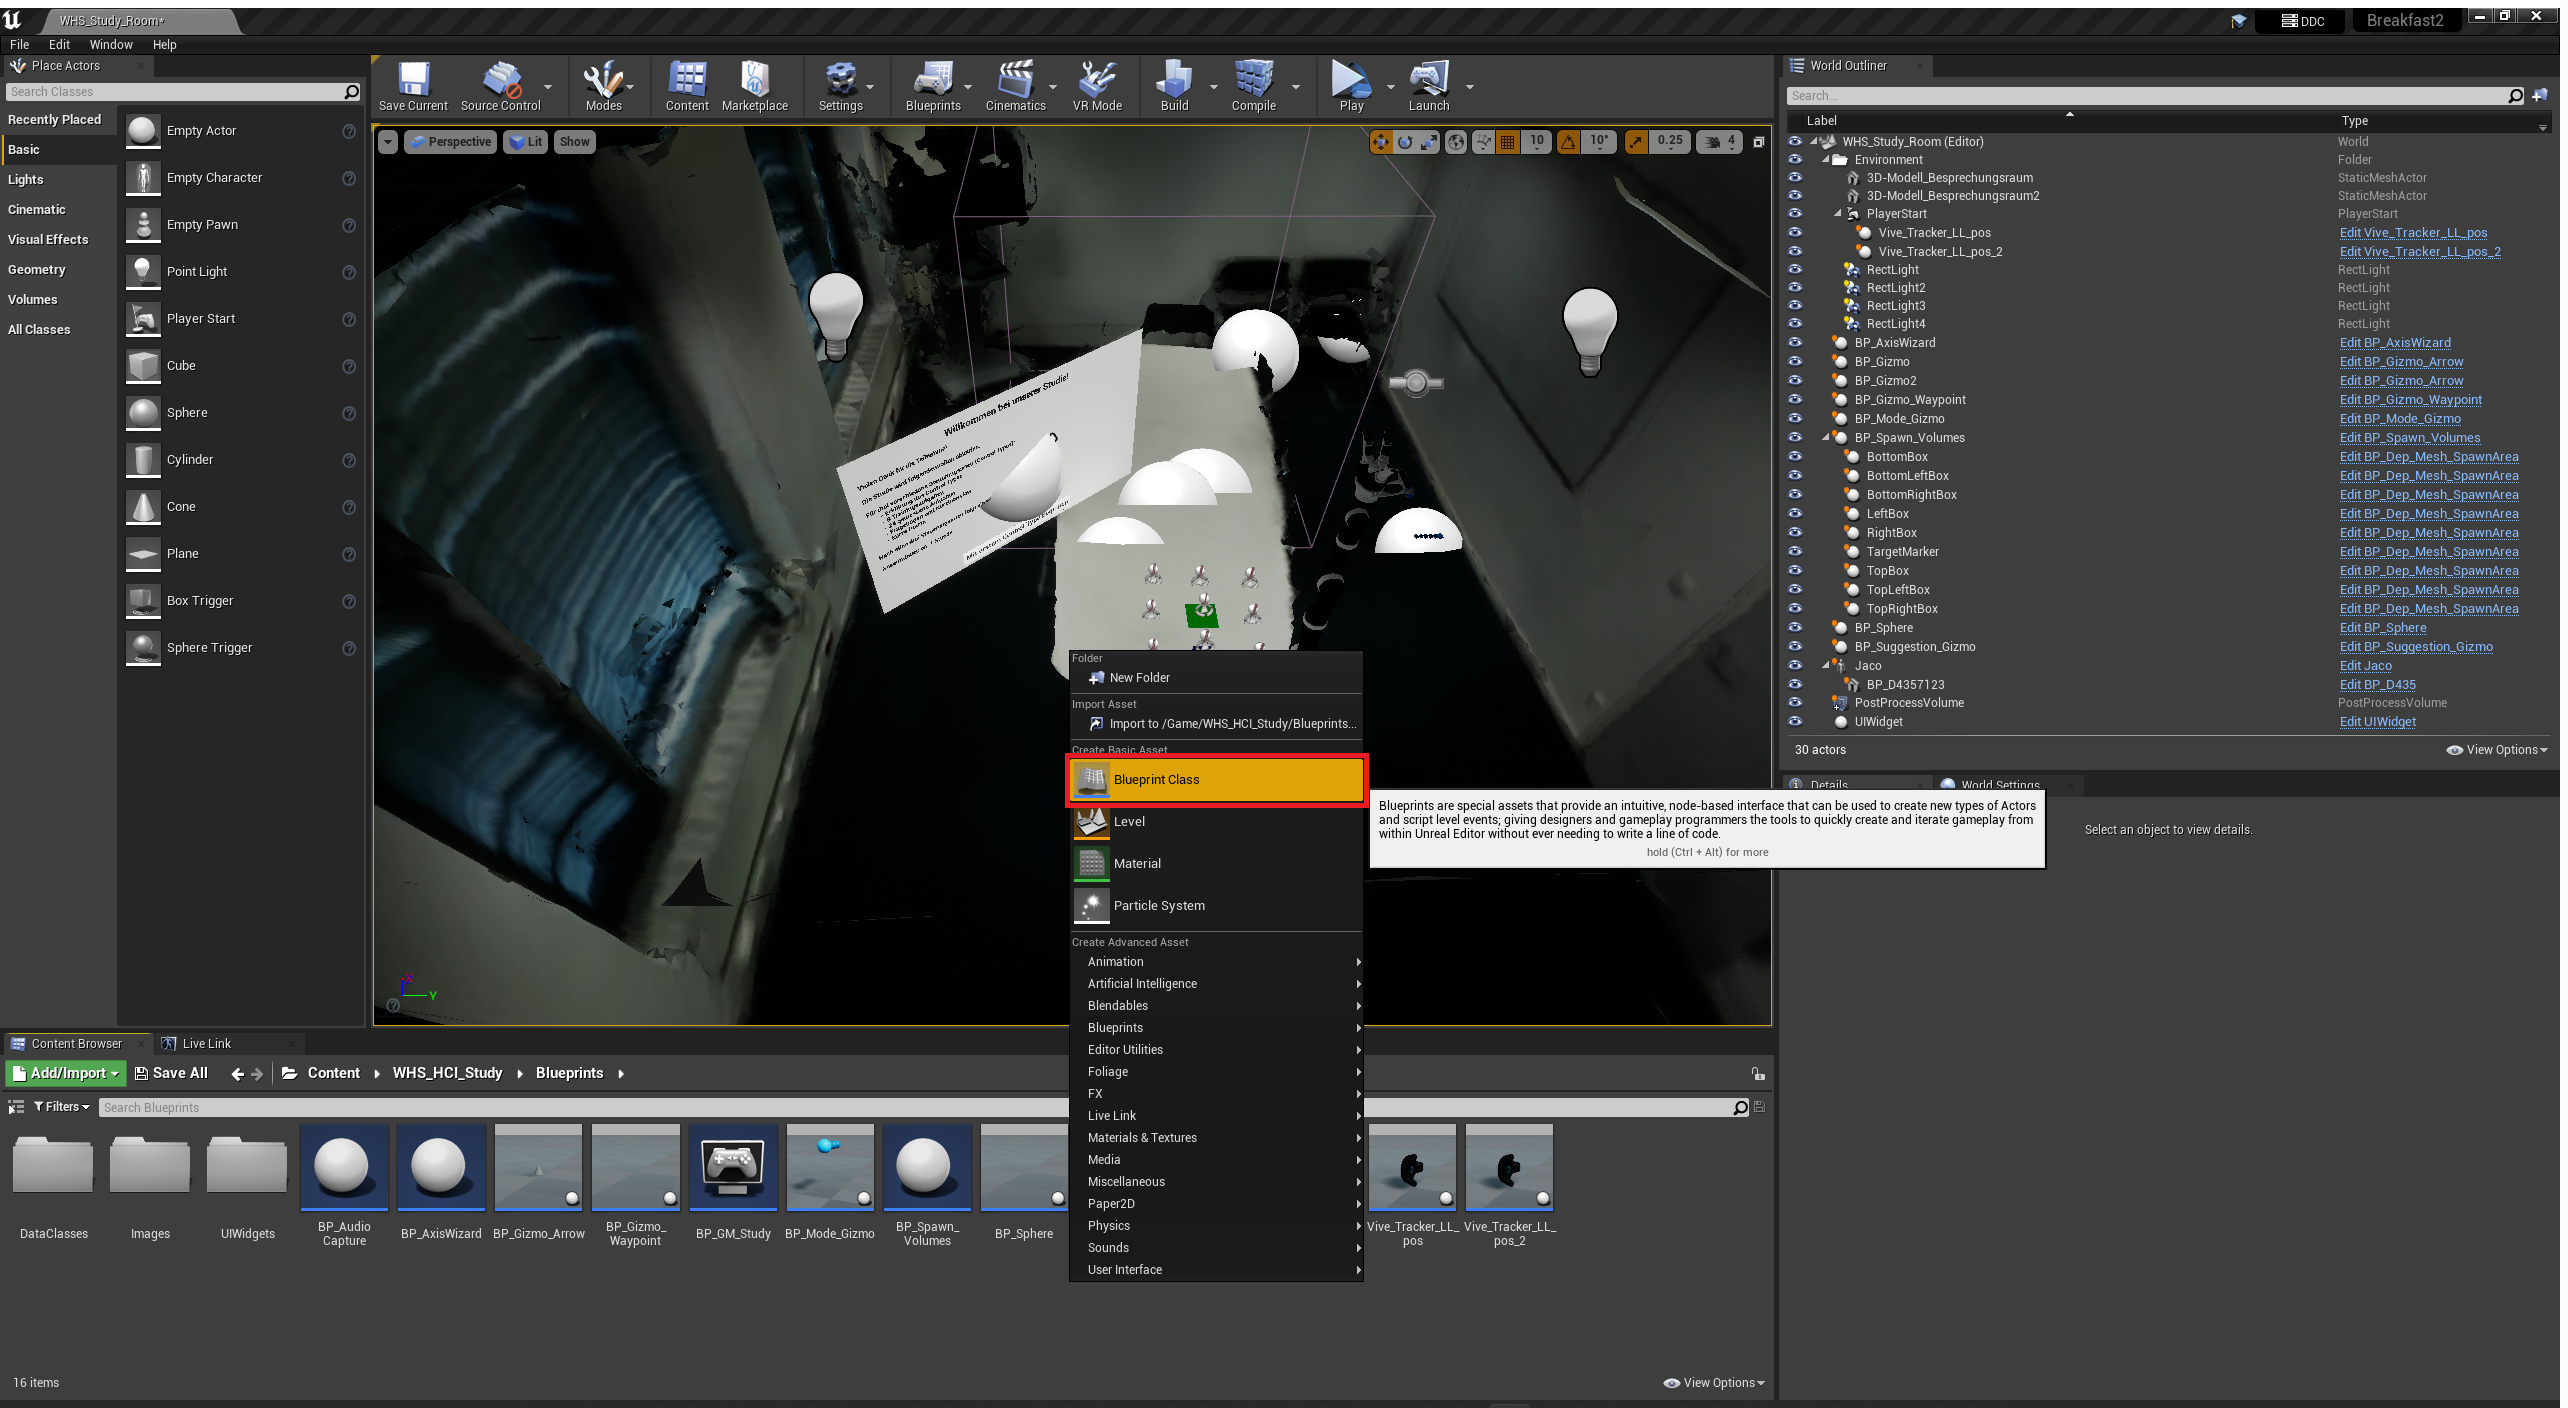 WHS_Study_Room*
DDC
Breakfast2
File
Edit
Window
Help
Place Actors
Search Classes
Recently Placed
Basic
Lights
Cinematic
Visual Effects
Geometry
Volumes
All Classes
Empty Actor
Empty Character
Empty Pawn
Point Light
Player Start
Cube
Sphere
Cylinder
Cone
Plane
Box Trigger
Sphere Trigger
Save Current
Source Control
Modes
Content
Marketplace
Settings
Blueprints
Cinematics
VR Mode
Build
Compile
Play
Launch
Perspective
Lit
Show
10
10°
0.25
4
Willkommen bei unserer Studie!
Vielen Dank für die Teilnahme!
X
Y
Folder
New Folder
Import Asset
Import to /Game/WHS_HCI_Study/Blueprints...
Create Basic Asset
Blueprint Class
Level
Material
Particle System
Create Advanced Asset
Animation
Artificial Intelligence
Blendables
Blueprints
Editor Utilities
Foliage
FX
Live Link
Materials & Textures
Media
Miscellaneous
Paper2D
Physics
Sounds
User Interface
Blueprints are special assets that provide an intuitive, node-based interface that can be used to create new types of Actors
and script level events; giving designers and gameplay programmers the tools to quickly create and iterate gameplay from
within Unreal Editor without ever needing to write a line of code.
hold (Ctrl + Alt) for more
World Outliner
Search...
Label Type
WHS_Study_Room (Editor) World
Environment Folder
3D-Modell_Besprechungsraum StaticMeshActor
3D-Modell_Besprechungsraum2 StaticMeshActor
PlayerStart PlayerStart
Vive_Tracker_LL_pos Edit Vive_Tracker_LL_pos
Vive_Tracker_LL_pos_2 Edit Vive_Tracker_LL_pos_2
RectLight RectLight
RectLight2 RectLight
RectLight3 RectLight
RectLight4 RectLight
BP_AxisWizard Edit BP_AxisWizard
BP_Gizmo Edit BP_Gizmo_Arrow
BP_Gizmo2 Edit BP_Gizmo_Arrow
BP_Gizmo_Waypoint Edit BP_Gizmo_Waypoint
BP_Mode_Gizmo Edit BP_Mode_Gizmo
BP_Spawn_Volumes Edit BP_Spawn_Volumes
BottomBox Edit BP_Dep_Mesh_SpawnArea
BottomLeftBox Edit BP_Dep_Mesh_SpawnArea
BottomRightBox Edit BP_Dep_Mesh_SpawnArea
LeftBox Edit BP_Dep_Mesh_SpawnArea
RightBox Edit BP_Dep_Mesh_SpawnArea
TargetMarker Edit BP_Dep_Mesh_SpawnArea
TopBox Edit BP_Dep_Mesh_SpawnArea
TopLeftBox Edit BP_Dep_Mesh_SpawnArea
TopRightBox Edit BP_Dep_Mesh_SpawnArea
BP_Sphere Edit BP_Sphere
BP_Suggestion_Gizmo Edit BP_Suggestion_Gizmo
Jaco Edit Jaco
BP_D4357123 Edit BP_D435
PostProcessVolume PostProcessVolume
UIWidget Edit UIWidget
30 actors
View Options
Details
World Settings
Select an object to view details.
Content Browser
Live Link
Add/Import
Save All
Content
WHS_HCI_Study
Blueprints
Filters
Search Blueprints
DataClasses
Images
UIWidgets
BP_Audio
Capture
BP_AxisWizard
BP_Gizmo_Arrow
BP_Gizmo_
Waypoint
BP_GM_Study
BP_Mode_Gizmo
BP_Spawn_
Volumes
BP_Sphere
Vive_Tracker_LL_
pos
Vive_Tracker_LL_
pos_2
16 items
View Options